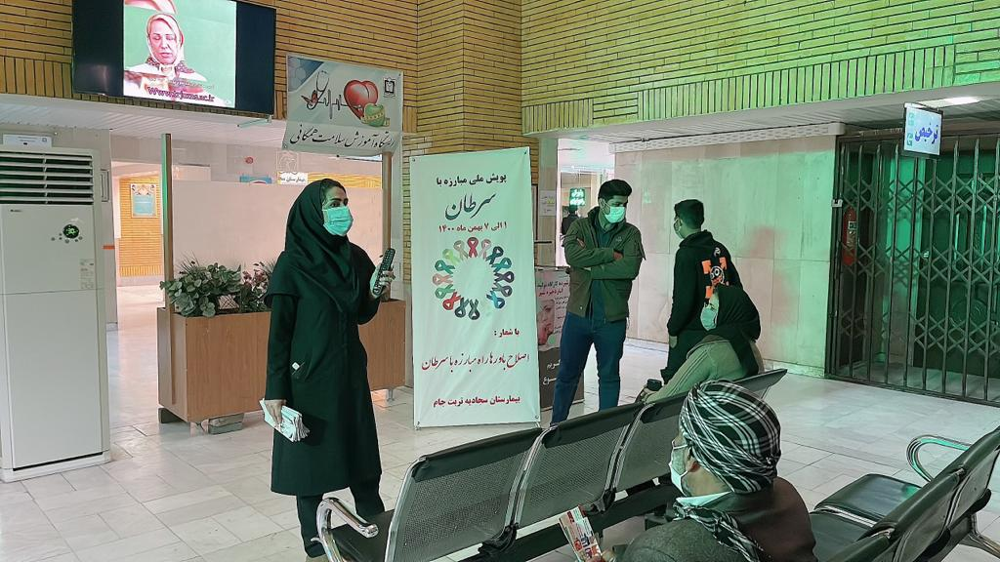 پویش ملی مبارزه با
سرطان
۱ الی ۷ بهمن ماه ۱۴۰۰
با شعار :
اصلاح باورها، راه مبارزه با سرطان
بیمارستان سجادیه تربت جام
آموزش سلامت همگانی
ترخیص